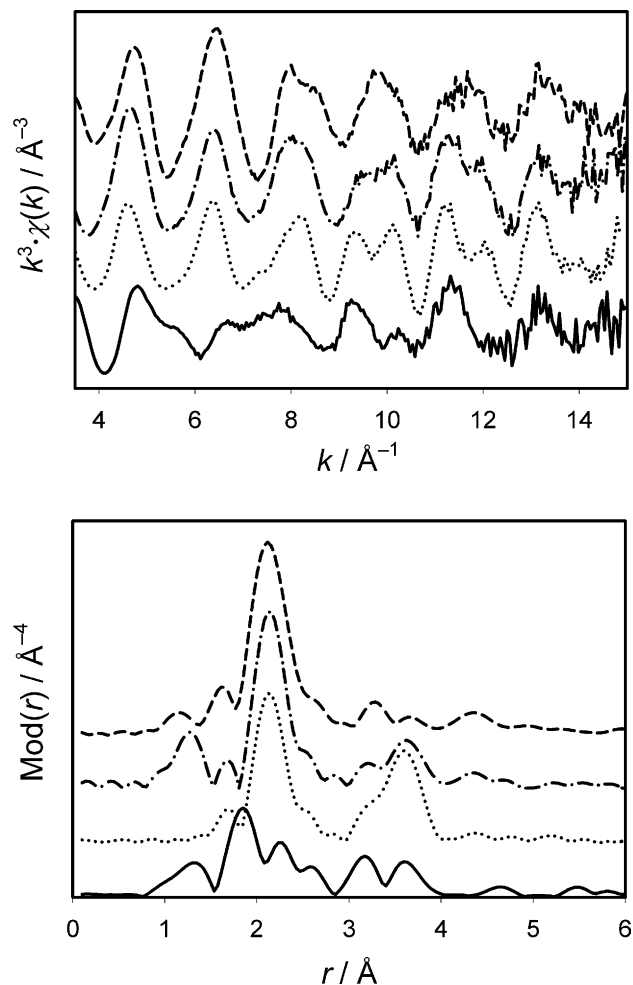 k³·χ(k) / Å⁻³
4 6 8 10 12 14
k / Å⁻¹
Mod(r) / Å⁻⁴
0 1 2 3 4 5 6
r / Å